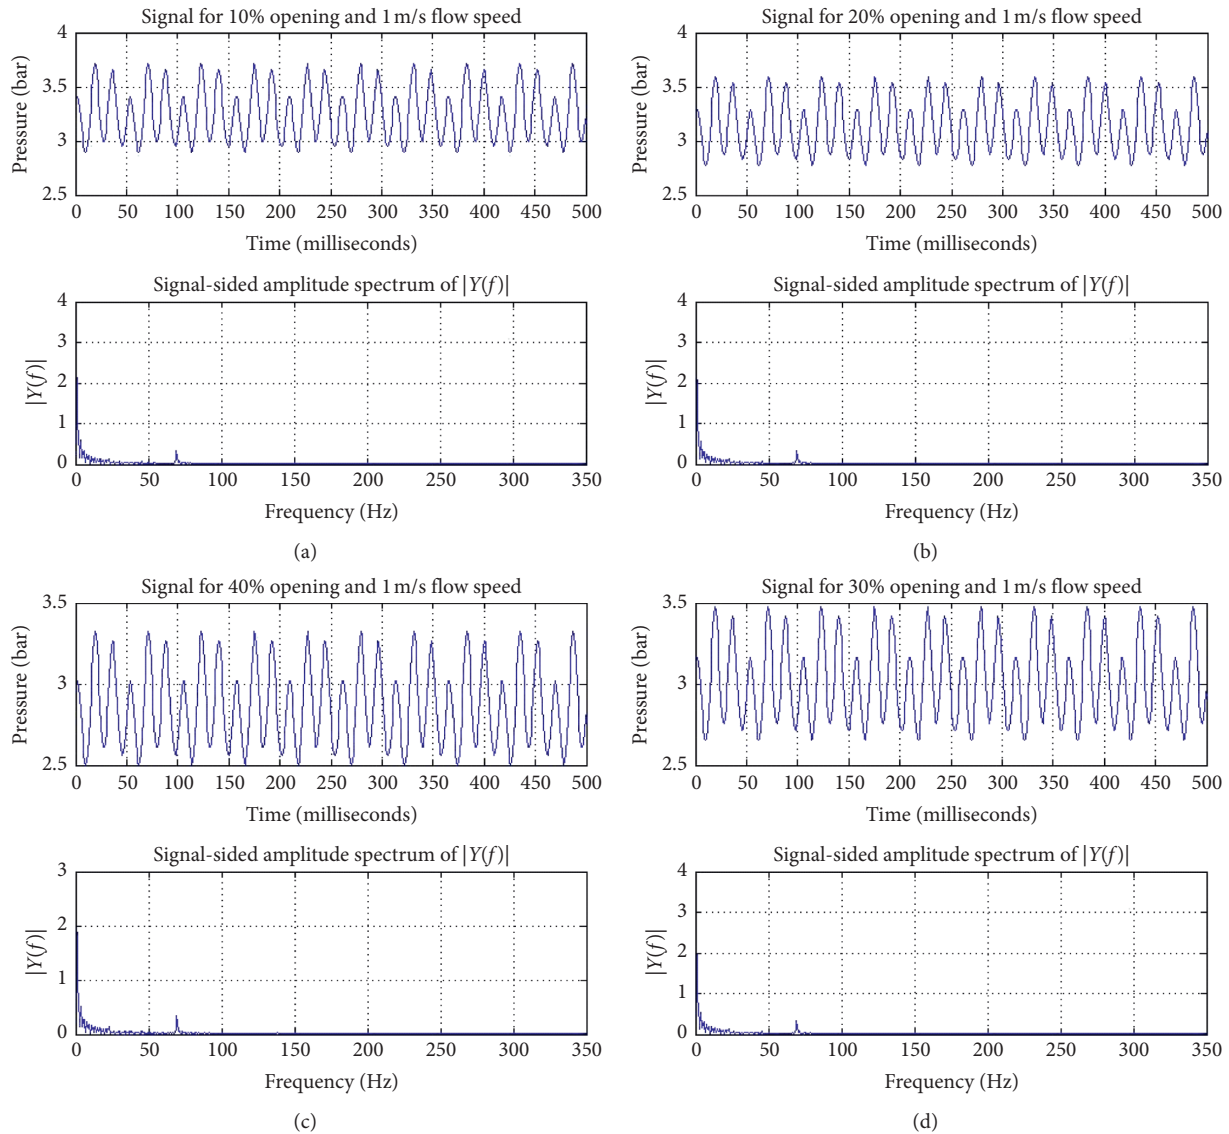 Signal for 10% opening and 1 m/s flow speed
4
3.5
3
2.5
Pressure (bar)
0 50 100 150 200 250 300 350 400 450 500
Time (milliseconds)
Signal-sided amplitude spectrum of |Y(f)|
4
3
2
1
0
|Y(f)|
0 50 100 150 200 250 300 350
Frequency (Hz)
(a)
Signal for 20% opening and 1 m/s flow speed
4
3.5
3
2.5
Pressure (bar)
0 50 100 150 200 250 300 350 400 450 500
Time (milliseconds)
Signal-sided amplitude spectrum of |Y(f)|
4
3
2
1
0
|Y(f)|
0 50 100 150 200 250 300 350
Frequency (Hz)
(b)
Signal for 40% opening and 1 m/s flow speed
3.5
3
2.5
Pressure (bar)
0 50 100 150 200 250 300 350 400 450 500
Time (milliseconds)
Signal-sided amplitude spectrum of |Y(f)|
3
2
1
0
|Y(f)|
0 50 100 150 200 250 300 350
Frequency (Hz)
(c)
Signal for 30% opening and 1 m/s flow speed
3.5
3
2.5
Pressure (bar)
0 50 100 150 200 250 300 350 400 450 500
Time (milliseconds)
Signal-sided amplitude spectrum of |Y(f)|
4
3
2
1
0
|Y(f)|
0 50 100 150 200 250 300 350
Frequency (Hz)
(d)